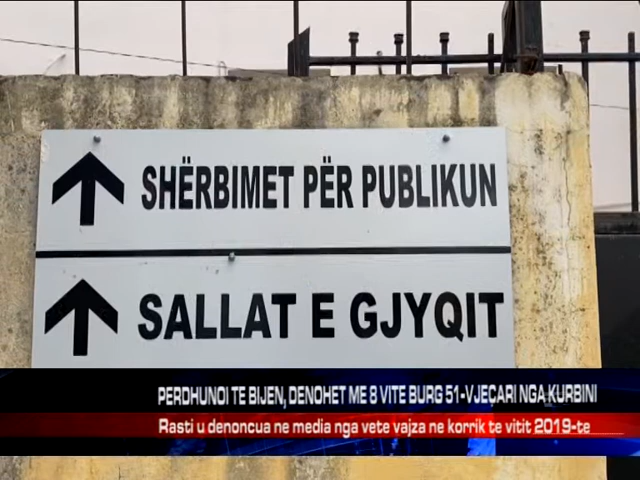 SHËRBIMET PËR PUBLIKUN
SALLAT E GJYQIT
PERDHUNOI TE BIJEN, DENOHET ME 8 VITE BURG 51-VJEÇARI NGA KURBINI
Rasti u denoncua ne media nga vete vajza ne korrik te vitit 2019-te